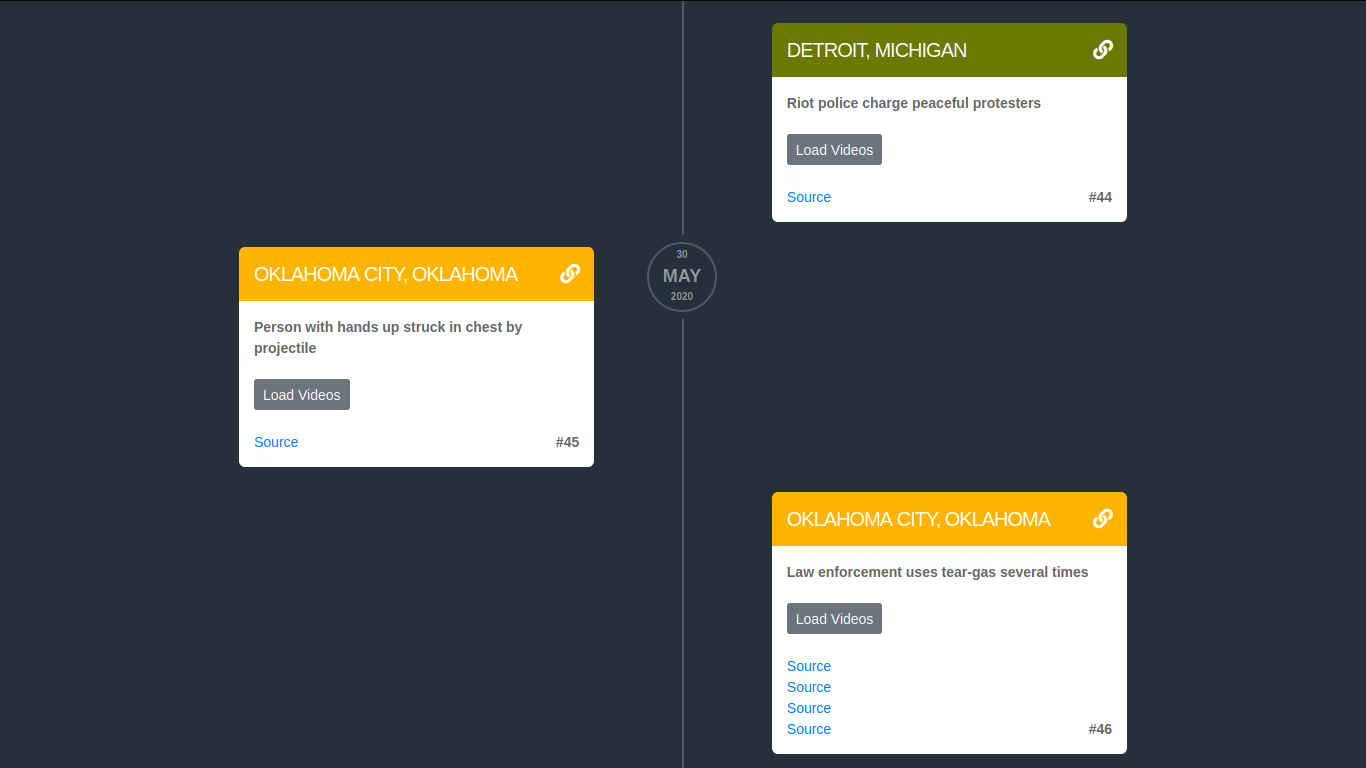 DETROIT, MICHIGAN
Riot police charge peaceful protesters
Load Videos
Source
#44
30
MAY
2020
OKLAHOMA CITY, OKLAHOMA
Person with hands up struck in chest by
projectile
Load Videos
Source
#45
OKLAHOMA CITY, OKLAHOMA
Law enforcement uses tear-gas several times
Load Videos
Source
Source
Source
Source
#46